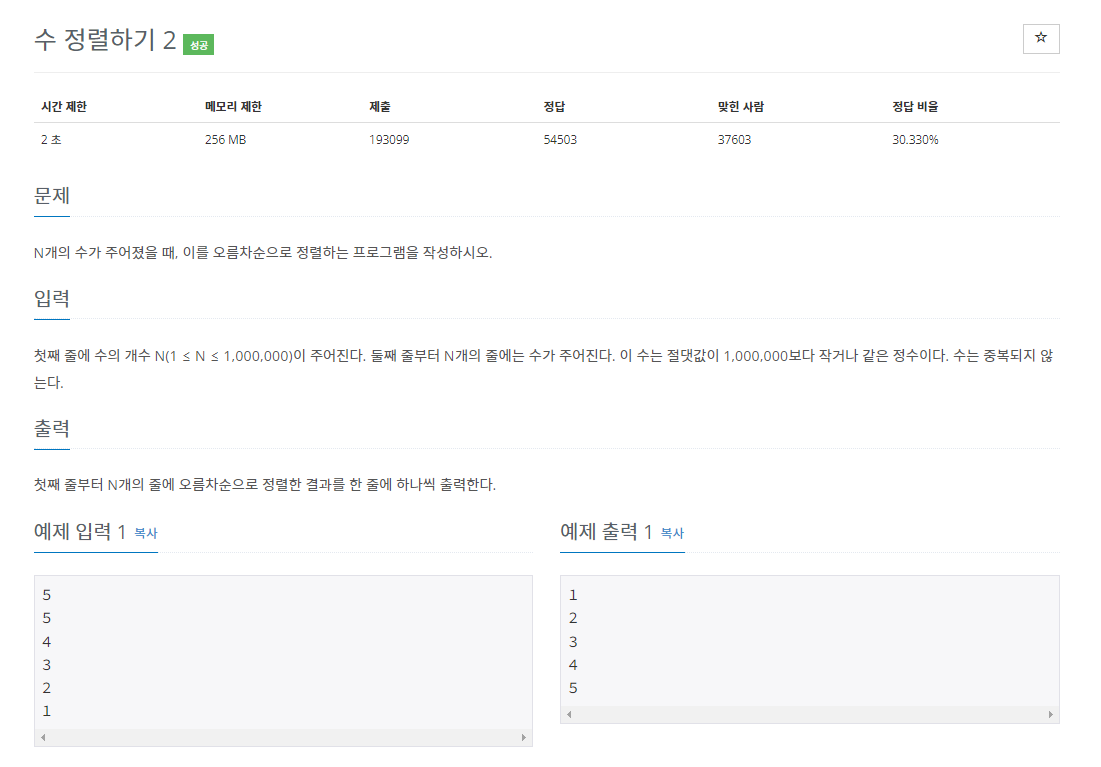 수 정렬하기 2 성공
☆
시간 제한 메모리 제한 제출 정답 맞힌 사람 정답 비율
2 초 256 MB 193099 54503 37603 30.330%
문제
N개의 수가 주어졌을 때, 이를 오름차순으로 정렬하는 프로그램을 작성하시오.
입력
첫째 줄에 수의 개수 N(1 ≤ N ≤ 1,000,000)이 주어진다. 둘째 줄부터 N개의 줄에는 수가 주어진다. 이 수는 절댓값이 1,000,000보다 작거나 같은 정수이다. 수는 중복되지 않
는다.
출력
첫째 줄부터 N개의 줄에 오름차순으로 정렬한 결과를 한 줄에 하나씩 출력한다.
예제 입력 1 복사
5
5
4
3
2
1
예제 출력 1 복사
1
2
3
4
5